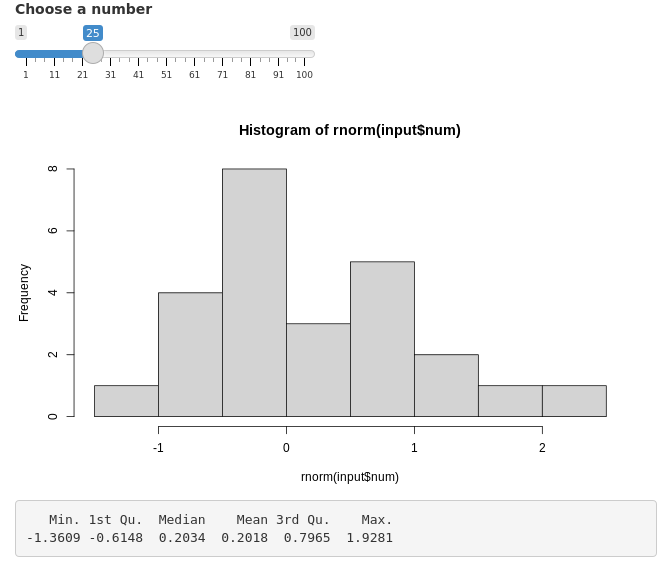 Choose a number
1 25 100
1 11 21 31 41 51 61 71 81 91 100
Histogram of rnorm(input$num)
8
6
4
2
0
Frequency
-1 0 1 2
rnorm(input$num)
Min. 1st Qu. Median Mean 3rd Qu. Max.
-1.3609 -0.6148 0.2034 0.2018 0.7965 1.9281